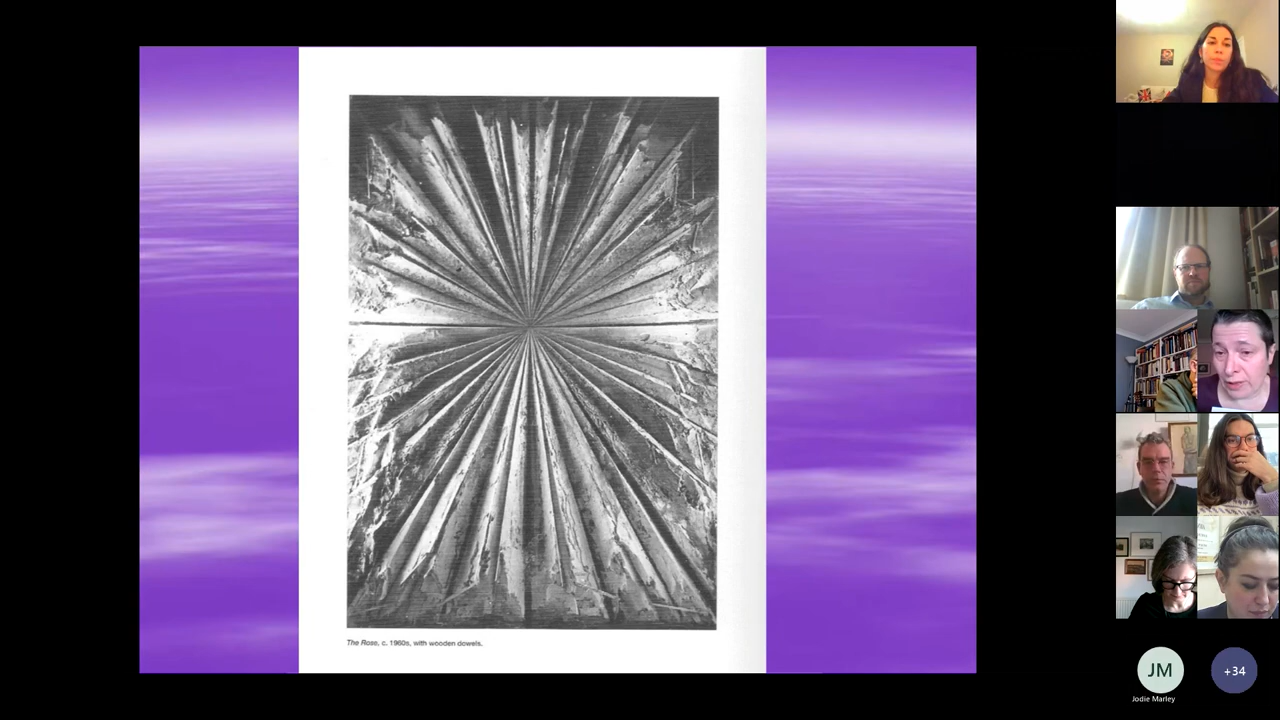 The Rose, c. 1960s, with wooden dowels.
JM
Jodie Marley
+34